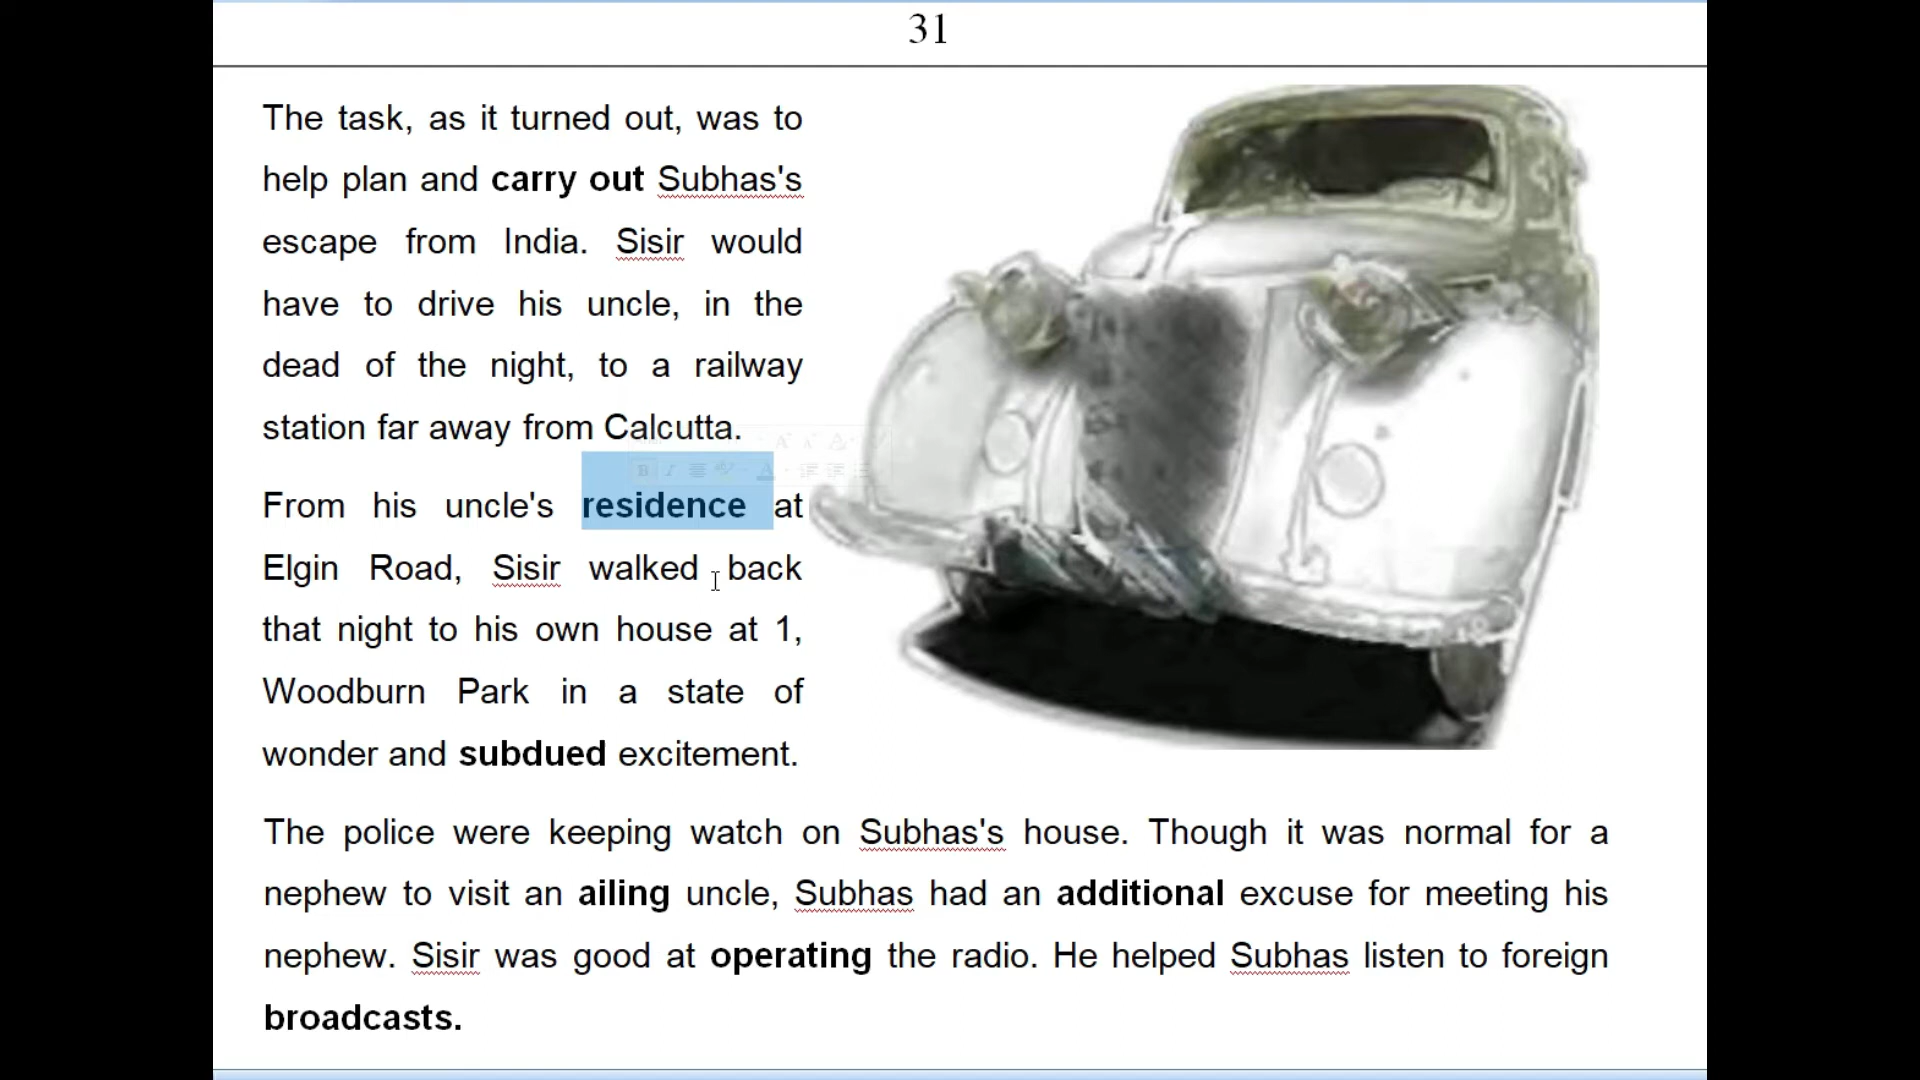 31
The task, as it turned out, was to
help plan and carry out Subhas's
escape from India. Sisir would
have to drive his uncle, in the
dead of the night, to a railway
station far away from Calcutta.
From his uncle's residence at
Elgin Road, Sisir walked back
that night to his own house at 1,
Woodburn Park in a state of
wonder and subdued excitement.
The police were keeping watch on Subhas's house. Though it was normal for a
nephew to visit an ailing uncle, Subhas had an additional excuse for meeting his
nephew. Sisir was good at operating the radio. He helped Subhas listen to foreign
broadcasts.